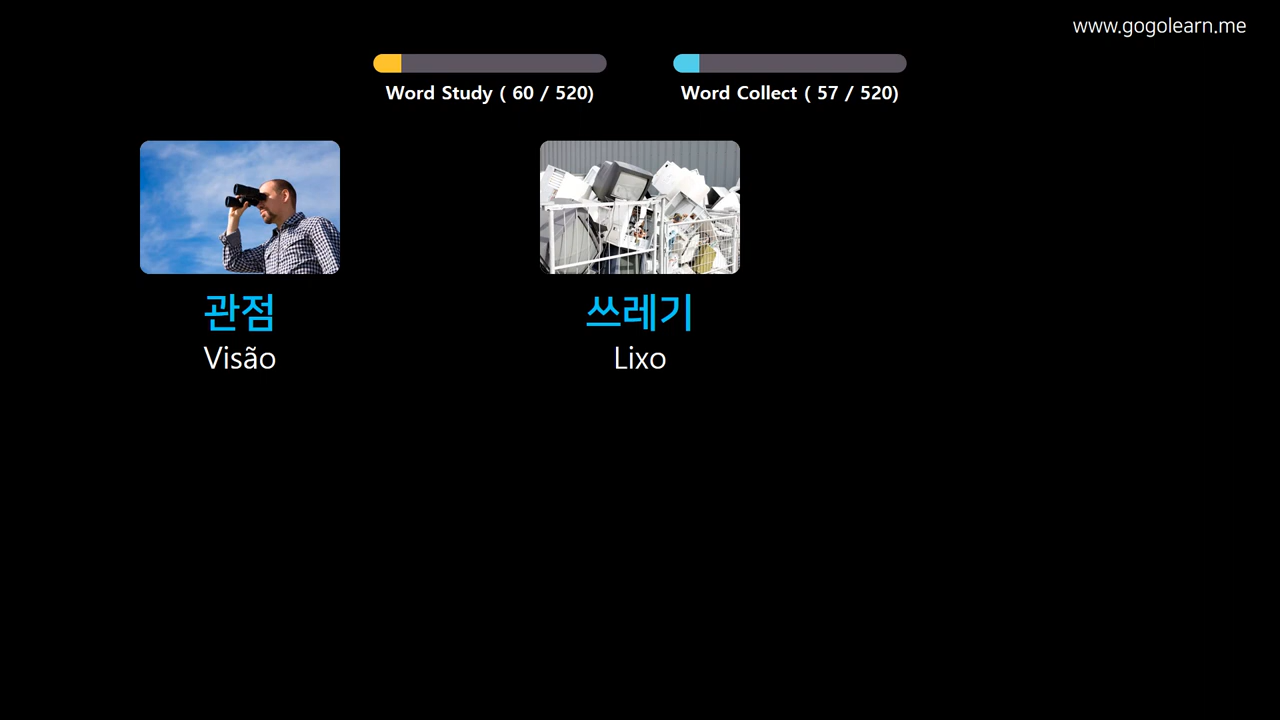 www.gogolearn.me
Word Study ( 60 / 520)
Word Collect ( 57 / 520)
관점
Visão
쓰레기
Lixo